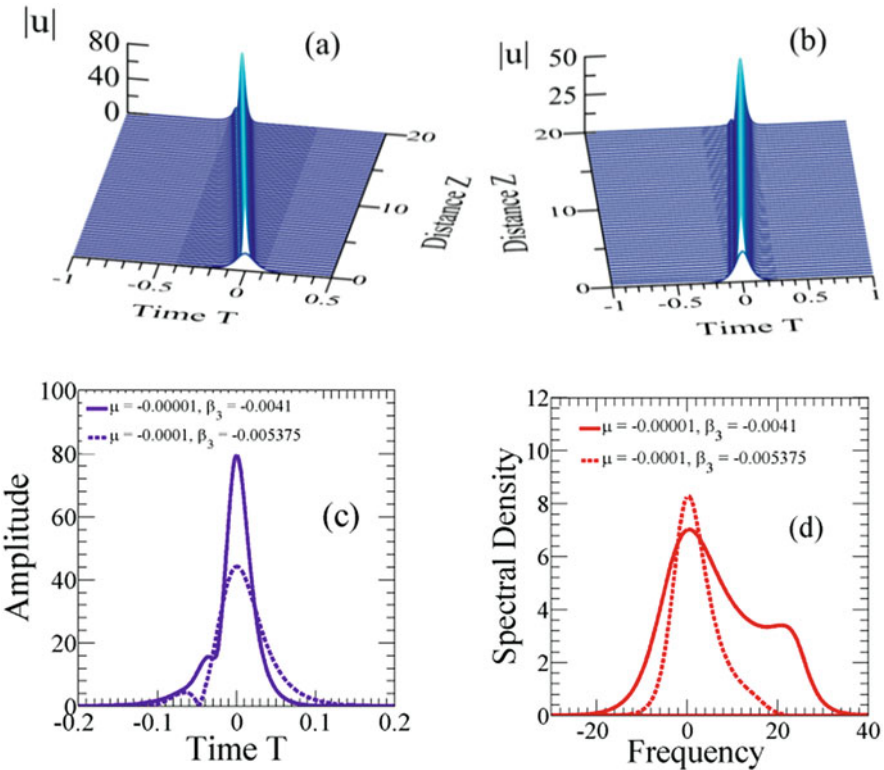 |u|
80
40
0
(a)
20
10
0
Distance Z
-1
-0.5
0
0.5
Time T
|u|
50
25
0
(b)
20
10
0
Distance Z
-1
-0.5
0
0.5
1
Time T
100
80
60
40
20
0
Amplitude
μ = -0.00001, β3 = -0.0041
μ = -0.0001, β3 = -0.005375
(c)
-0.2
-0.1
0
0.1
0.2
Time T
12
10
8
6
4
2
0
Spectral Density
μ = -0.00001, β3 = -0.0041
μ = -0.0001, β3 = -0.005375
(d)
-20
0
20
40
Frequency